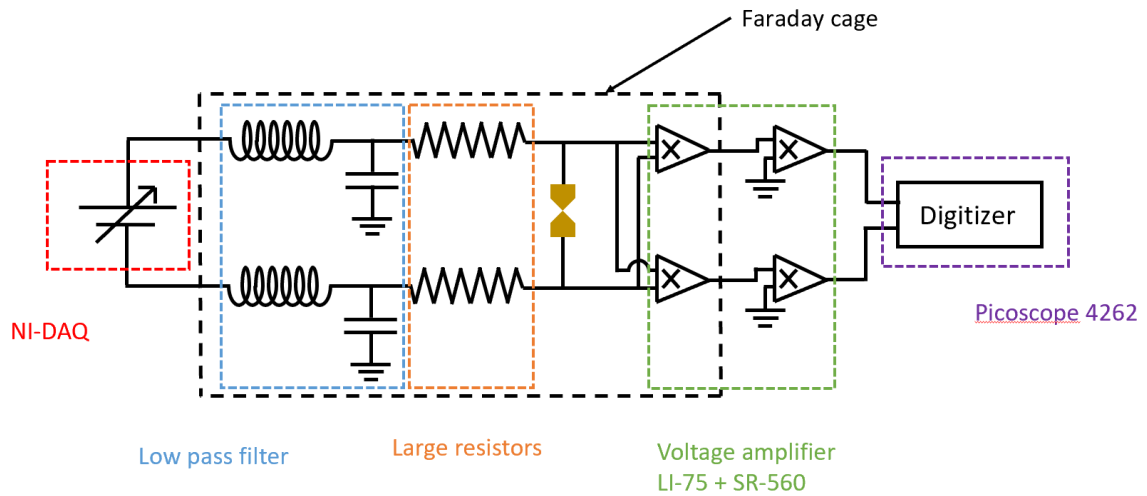 Faraday cage
Digitizer
NI-DAQ
Picoscope 4262
Low pass filter
Large resistors
Voltage amplifier
LI-75 + SR-560